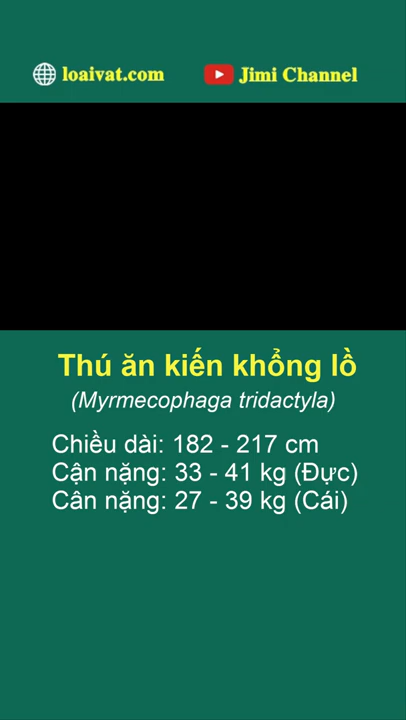 loaivat.com Jimi Channel
Thú ăn kiến khổng lồ
(Myrmecophaga tridactyla)
Chiều dài: 182 - 217 cm
Cận nặng: 33 - 41 kg (Đực)
Cân nặng: 27 - 39 kg (Cái)